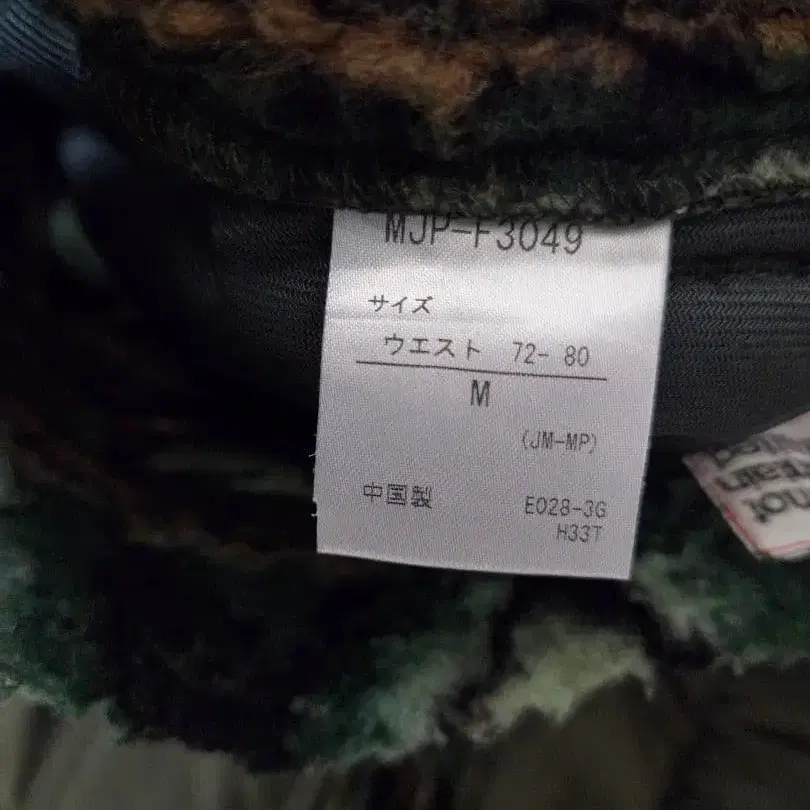 MJP-F3049
サイズ
ウエスト 72- 80
M
(JM-MP)
中国製
E028-3G
H33T
not